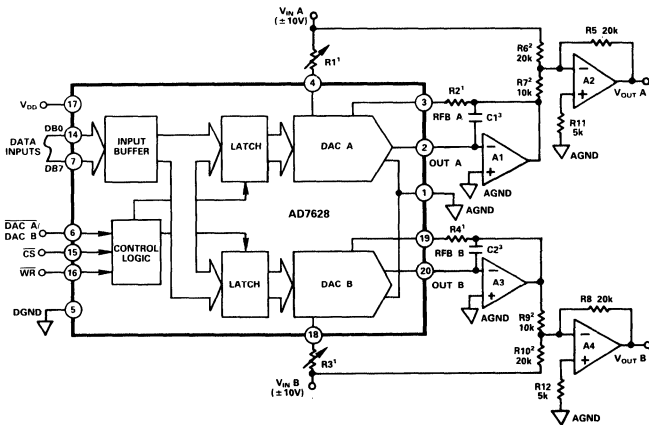 VIN A
(±10V)
R1¹
R6²
20k
R5 20k
R7²
10k
A2
VOUT A
R11
5k
AGND
4
VDD
17
3
R2¹
RFB A
C1³
DATA
INPUTS
DB0
14
7
DB7
INPUT
BUFFER
LATCH
DAC A
2
OUT A
A1
AGND
1
AGND
AD7628
DAC A/
DAC B
6
CS
15
WR
16
CONTROL
LOGIC
19
R4¹
RFB B
C2³
LATCH
DAC B
20
OUT B
A3
AGND
R9²
10k
R8 20k
DGND
5
18
R10²
20k
A4
VOUT B
R3¹
VIN B
(±10V)
R12
5k
AGND